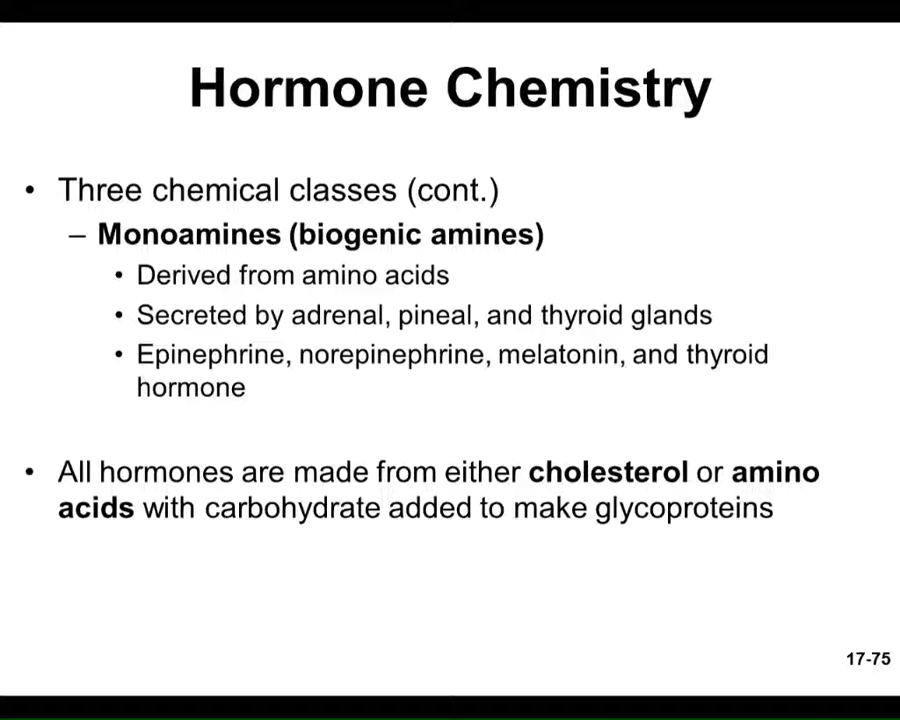 Hormone Chemistry
• Three chemical classes (cont.)
– Monoamines (biogenic amines)
• Derived from amino acids
• Secreted by adrenal, pineal, and thyroid glands
• Epinephrine, norepinephrine, melatonin, and thyroid
hormone
• All hormones are made from either cholesterol or amino
acids with carbohydrate added to make glycoproteins
17-75